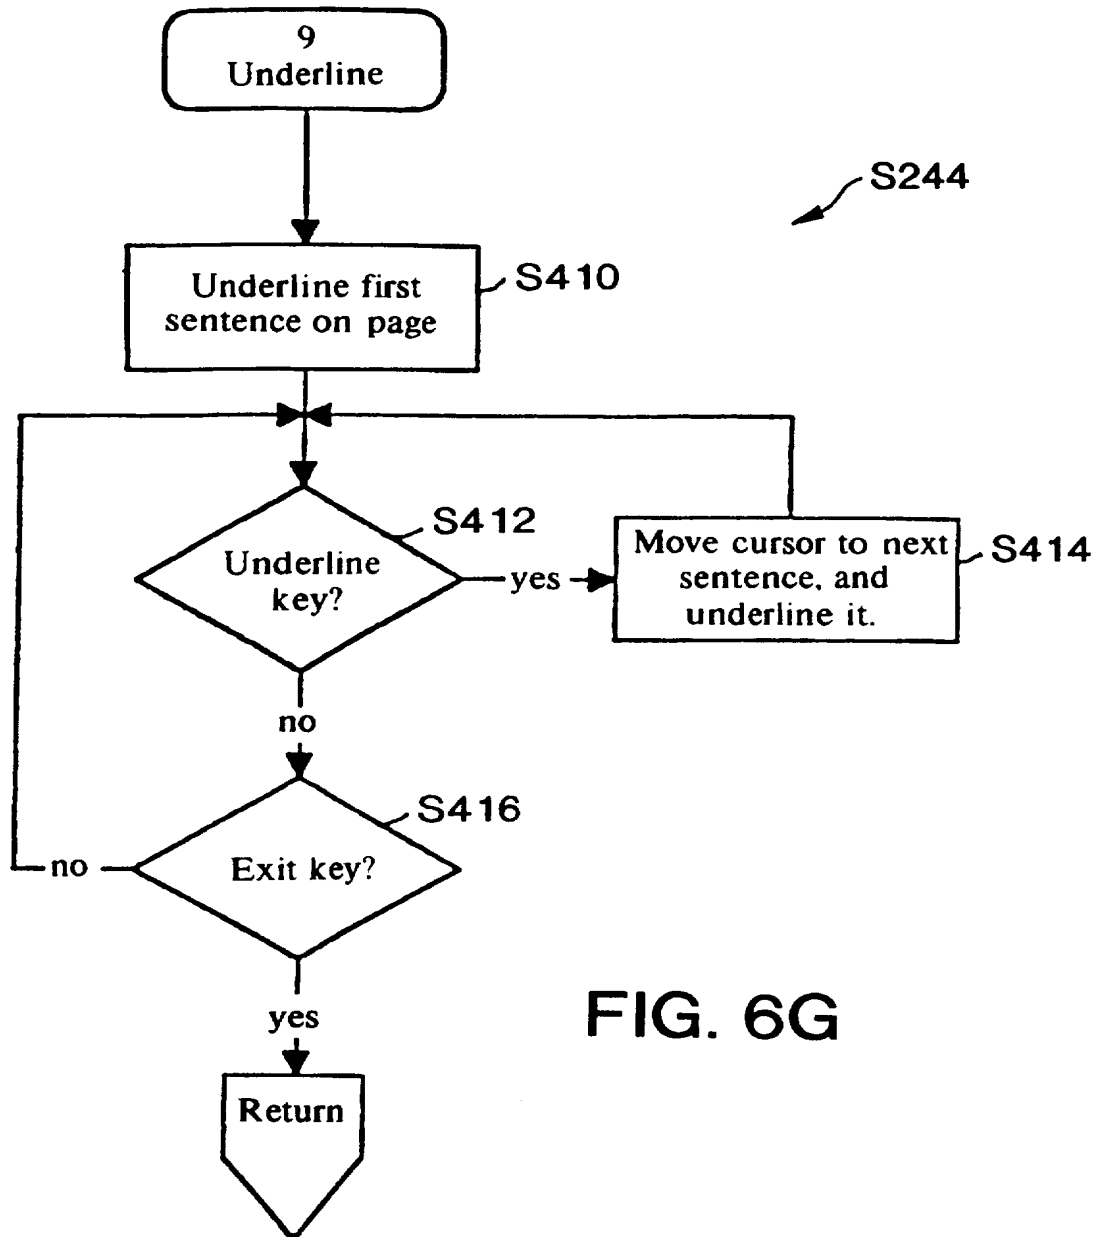 9
Underline
S244
Underline first
sentence on page
S410
Underline
key?
S412
yes
Move cursor to next
sentence, and
underline it.
S414
no
Exit key?
S416
no
yes
Return
FIG. 6G